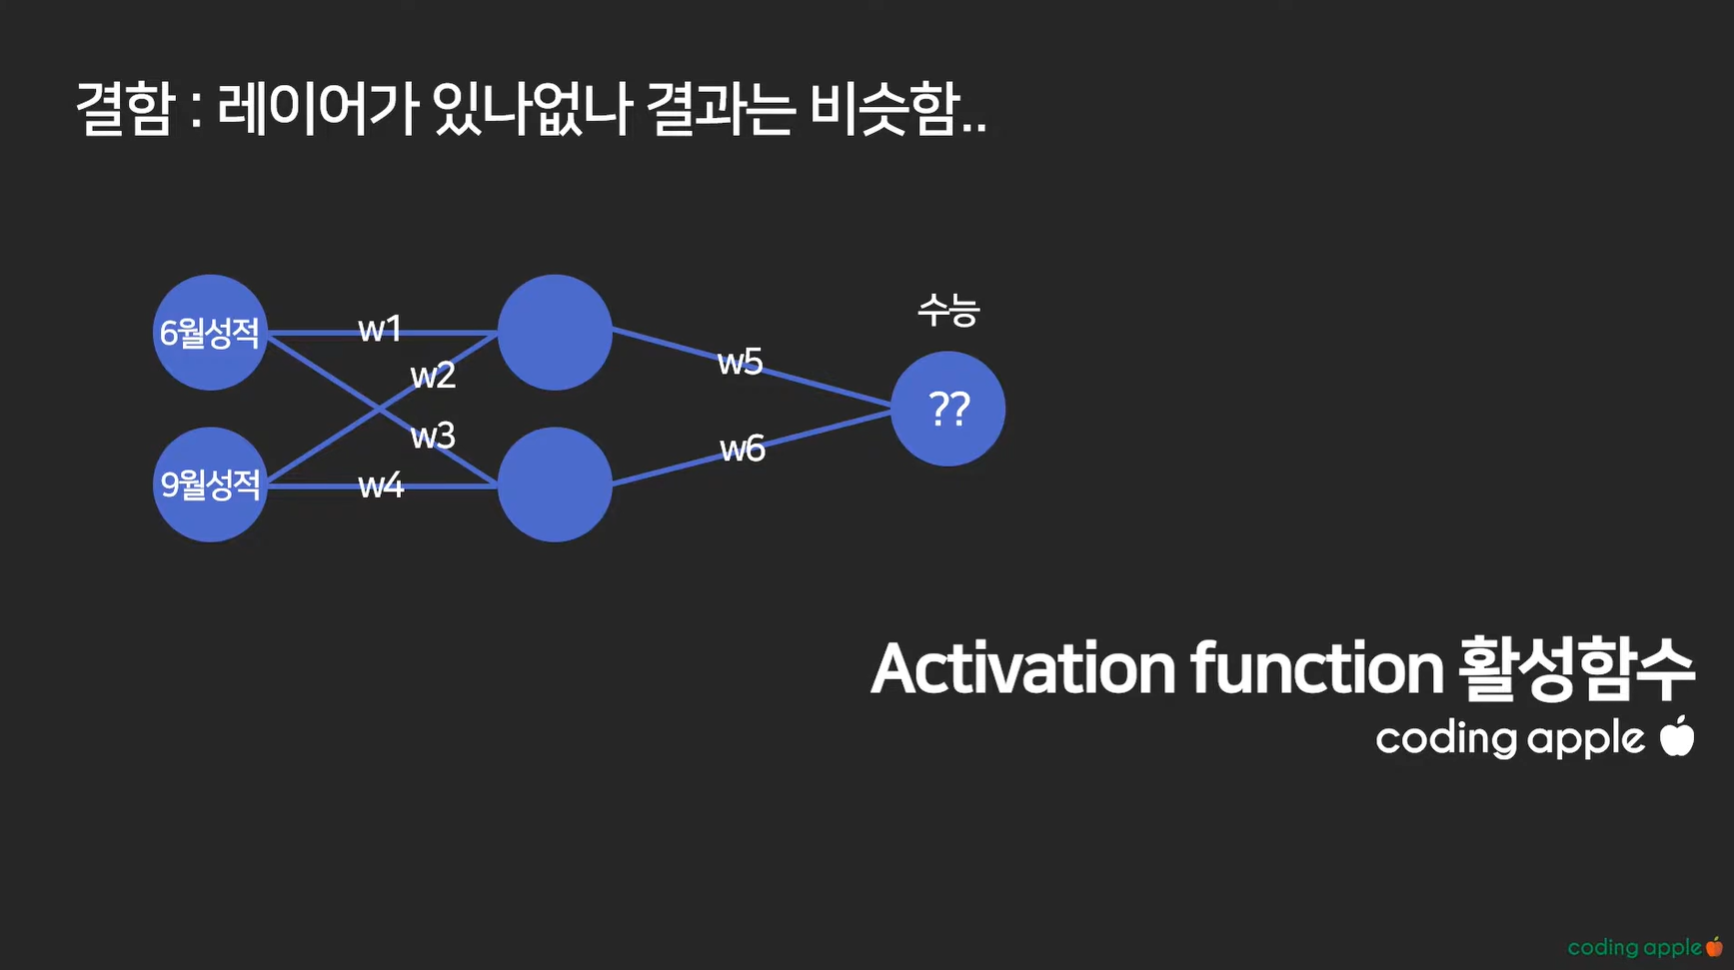 결함 : 레이어가 있나없나 결과는 비슷함..
수능
6월성적
w1
w2
w5
??
w3
w6
9월성적
w4
Activation function 활성함수
coding apple
coding apple